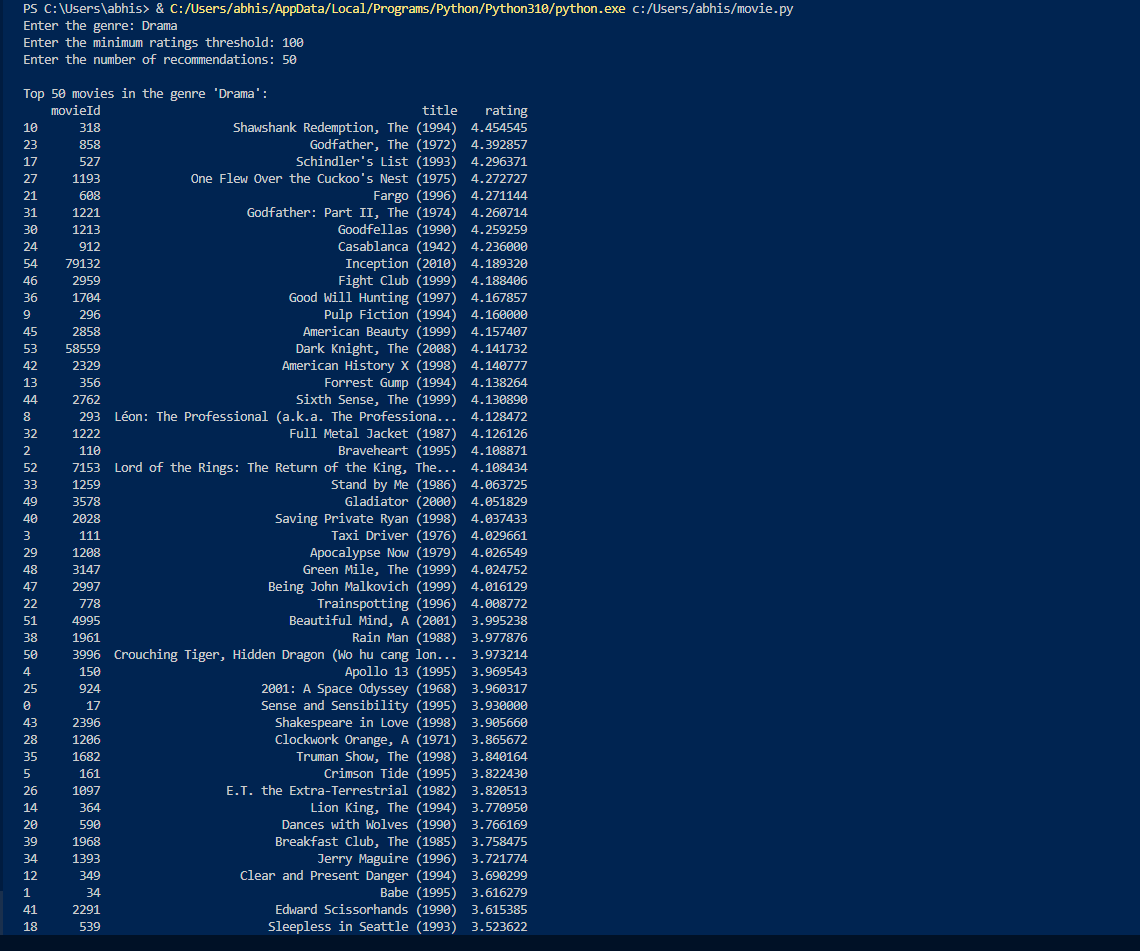 PS C:\Users\abhis> & C:/Users/abhis/AppData/Local/Programs/Python/Python310/python.exe c:/Users/abhis/movie.py
Enter the genre: Drama
Enter the minimum ratings threshold: 100
Enter the number of recommendations: 50
Top 50 movies in the genre 'Drama':
movieId title rating
10 318 Shawshank Redemption, The (1994) 4.454545
23 858 Godfather, The (1972) 4.392857
17 527 Schindler's List (1993) 4.296371
27 1193 One Flew Over the Cuckoo's Nest (1975) 4.272727
21 608 Fargo (1996) 4.271144
31 1221 Godfather: Part II, The (1974) 4.260714
30 1213 Goodfellas (1990) 4.259259
24 912 Casablanca (1942) 4.236000
54 79132 Inception (2010) 4.189320
46 2959 Fight Club (1999) 4.188406
36 1704 Good Will Hunting (1997) 4.167857
9 296 Pulp Fiction (1994) 4.160000
45 2858 American Beauty (1999) 4.157407
53 58559 Dark Knight, The (2008) 4.141732
42 2329 American History X (1998) 4.140777
13 356 Forrest Gump (1994) 4.138264
44 2762 Sixth Sense, The (1999) 4.130890
8 293 Léon: The Professional (a.k.a. The Professiona... 4.128472
32 1222 Full Metal Jacket (1987) 4.126126
2 110 Braveheart (1995) 4.108871
52 7153 Lord of the Rings: The Return of the King, The... 4.108434
33 1259 Stand by Me (1986) 4.063725
49 3578 Gladiator (2000) 4.051829
40 2028 Saving Private Ryan (1998) 4.037433
3 111 Taxi Driver (1976) 4.029661
29 1208 Apocalypse Now (1979) 4.026549
48 3147 Green Mile, The (1999) 4.024752
47 2997 Being John Malkovich (1999) 4.016129
22 778 Trainspotting (1996) 4.008772
51 4995 Beautiful Mind, A (2001) 3.995238
38 1961 Rain Man (1988) 3.977876
50 3996 Crouching Tiger, Hidden Dragon (Wo hu cang lon... 3.973214
4 150 Apollo 13 (1995) 3.969543
25 924 2001: A Space Odyssey (1968) 3.960317
0 17 Sense and Sensibility (1995) 3.930000
43 2396 Shakespeare in Love (1998) 3.905660
28 1206 Clockwork Orange, A (1971) 3.865672
35 1682 Truman Show, The (1998) 3.840164
5 161 Crimson Tide (1995) 3.822430
26 1097 E.T. the Extra-Terrestrial (1982) 3.820513
14 364 Lion King, The (1994) 3.770950
20 590 Dances with Wolves (1990) 3.766169
39 1968 Breakfast Club, The (1985) 3.758475
34 1393 Jerry Maguire (1996) 3.721774
12 349 Clear and Present Danger (1994) 3.690299
1 34 Babe (1995) 3.616279
41 2291 Edward Scissorhands (1990) 3.615385
18 539 Sleepless in Seattle (1993) 3.523622